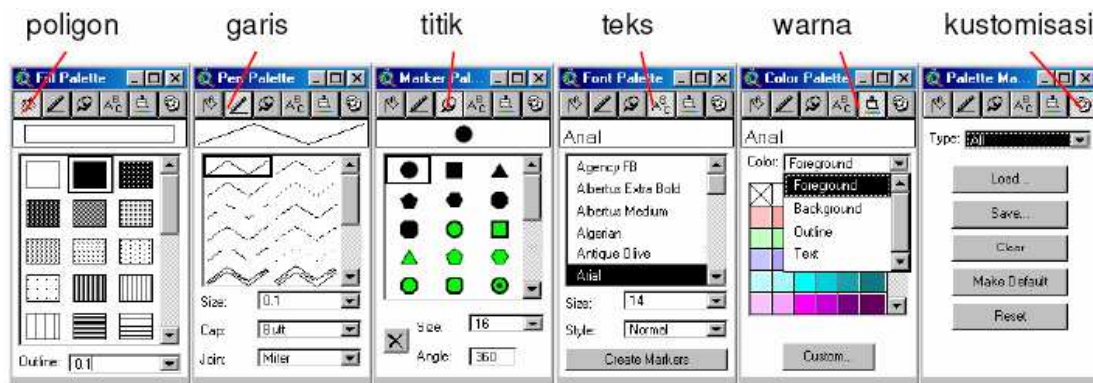 poligon
garis
titik
teks
warna
kustomisasi
Fill Palette
Outline: 0.1
Pen Palette
Size: 0.1
Cap: Butt
Join: Miter
Marker Pal...
Size: 16
Angle: 360
Font Palette
Arial
Agency FB
Albertus Extra Bold
Albertus Medium
Algerian
Antique Olive
Arial
Size: 14
Style: Normal
Create Markers
Color Palette
Arial
Color: Foreground
Foreground
Background
Outline
Text
Custom...
Palette Ma...
Type: All
Load...
Save...
Clear
Make Default
Reset